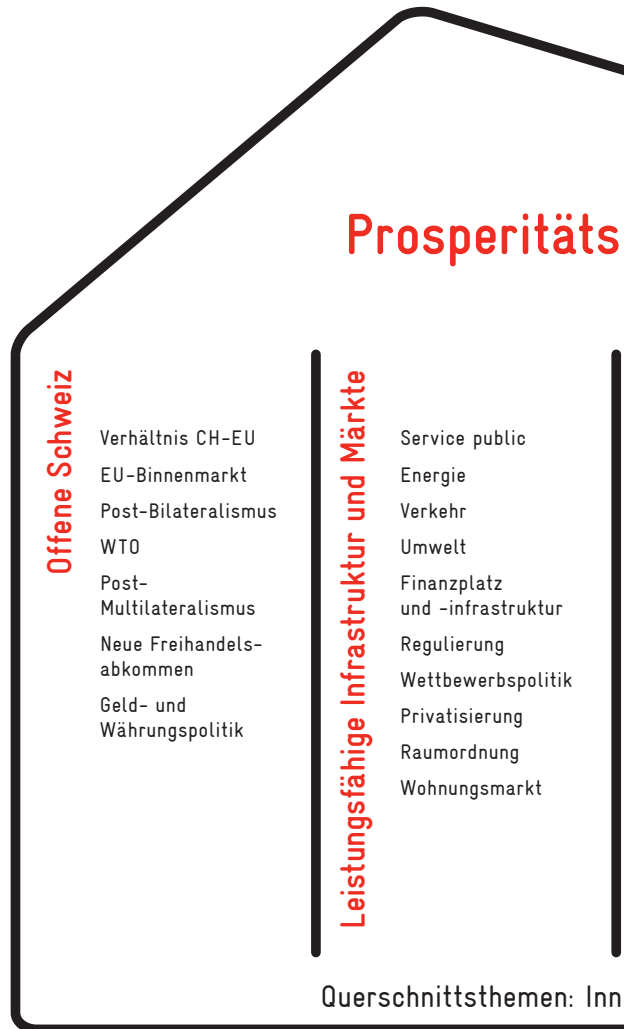 Prosperitäts
Offene Schweiz
Verhältnis CH-EU
EU-Binnenmarkt
Post-Bilateralismus
WTO
Post-
Multilateralismus
Neue Freihandels-
abkommen
Geld- und
Währungspolitik
Leistungsfähige Infrastruktur und Märkte
Service public
Energie
Verkehr
Umwelt
Finanzplatz
und -infrastruktur
Regulierung
Wettbewerbspolitik
Privatisierung
Raumordnung
Wohnungsmarkt
Querschnittsthemen: Inn